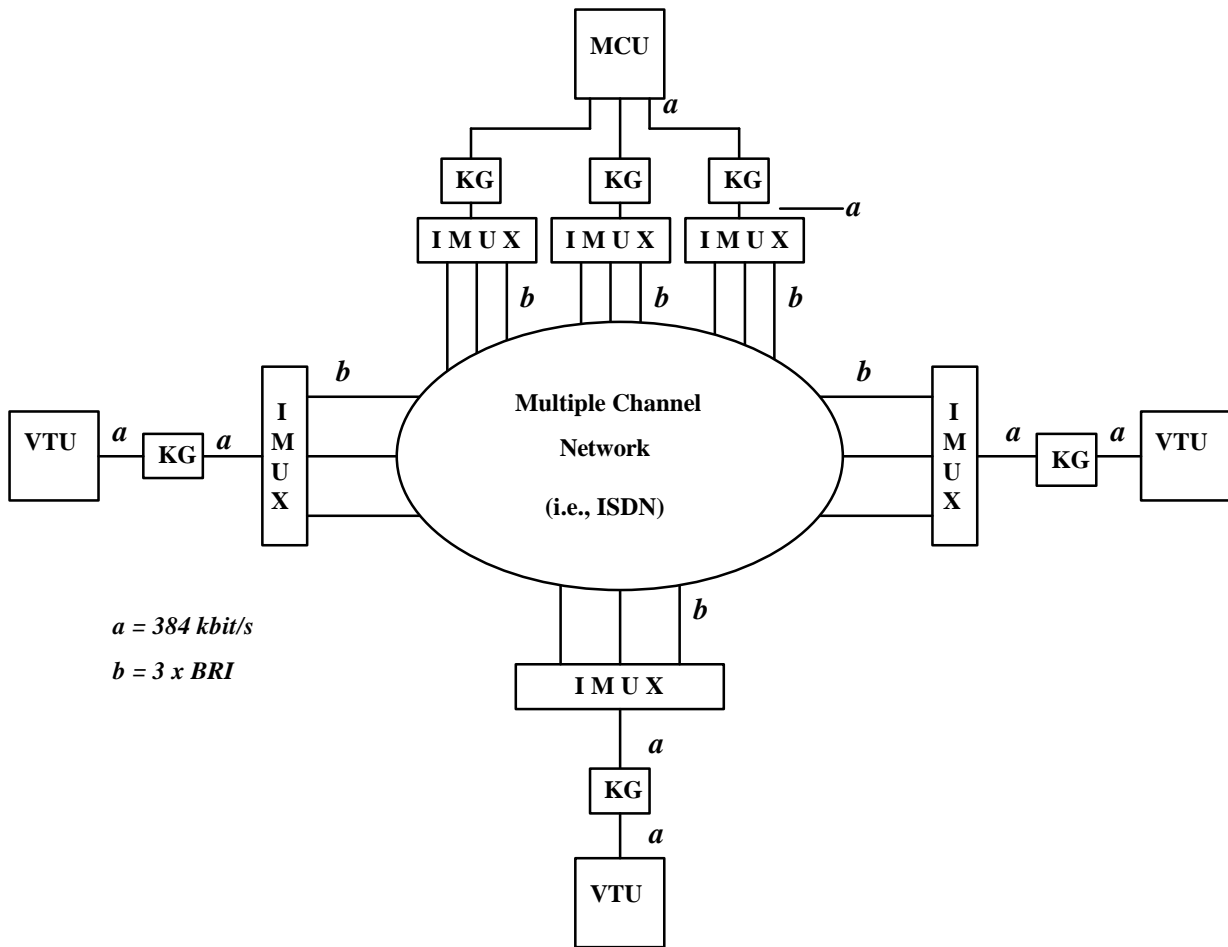 MCU
a
KG KG KG
a
I M U X I M U X I M U X
b b b
b b
I
M
U
X
I
M
U
X
Multiple Channel
Network
(i.e., ISDN)
VTU a KG a
a KG a VTU
a = 384 kbit/s
b = 3 x BRI
b
I M U X
a
KG
a
VTU